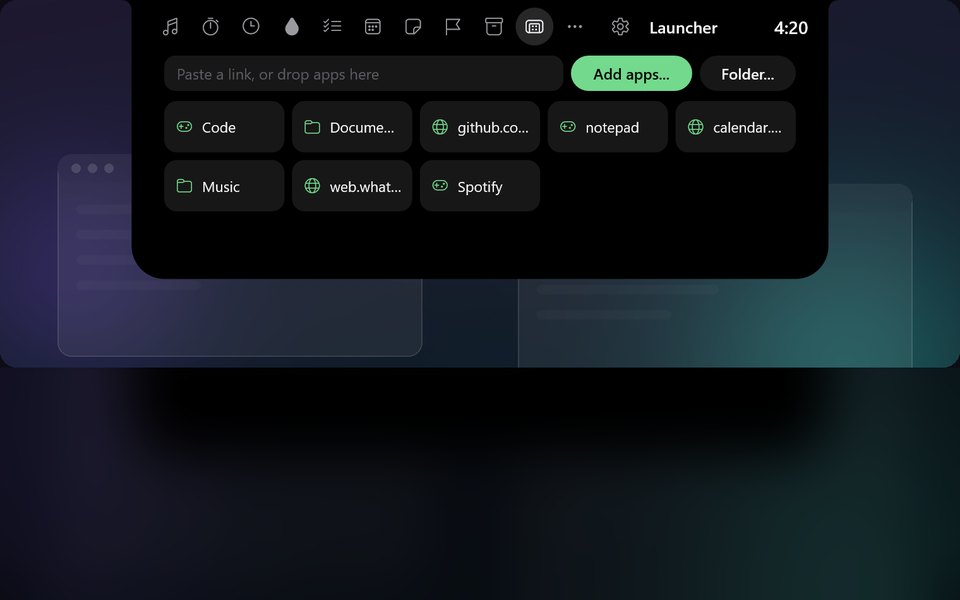 Launcher 4:20
Paste a link, or drop apps here Add apps... Folder...
Code Docume... github.co... notepad calendar....
Music web.what... Spotify